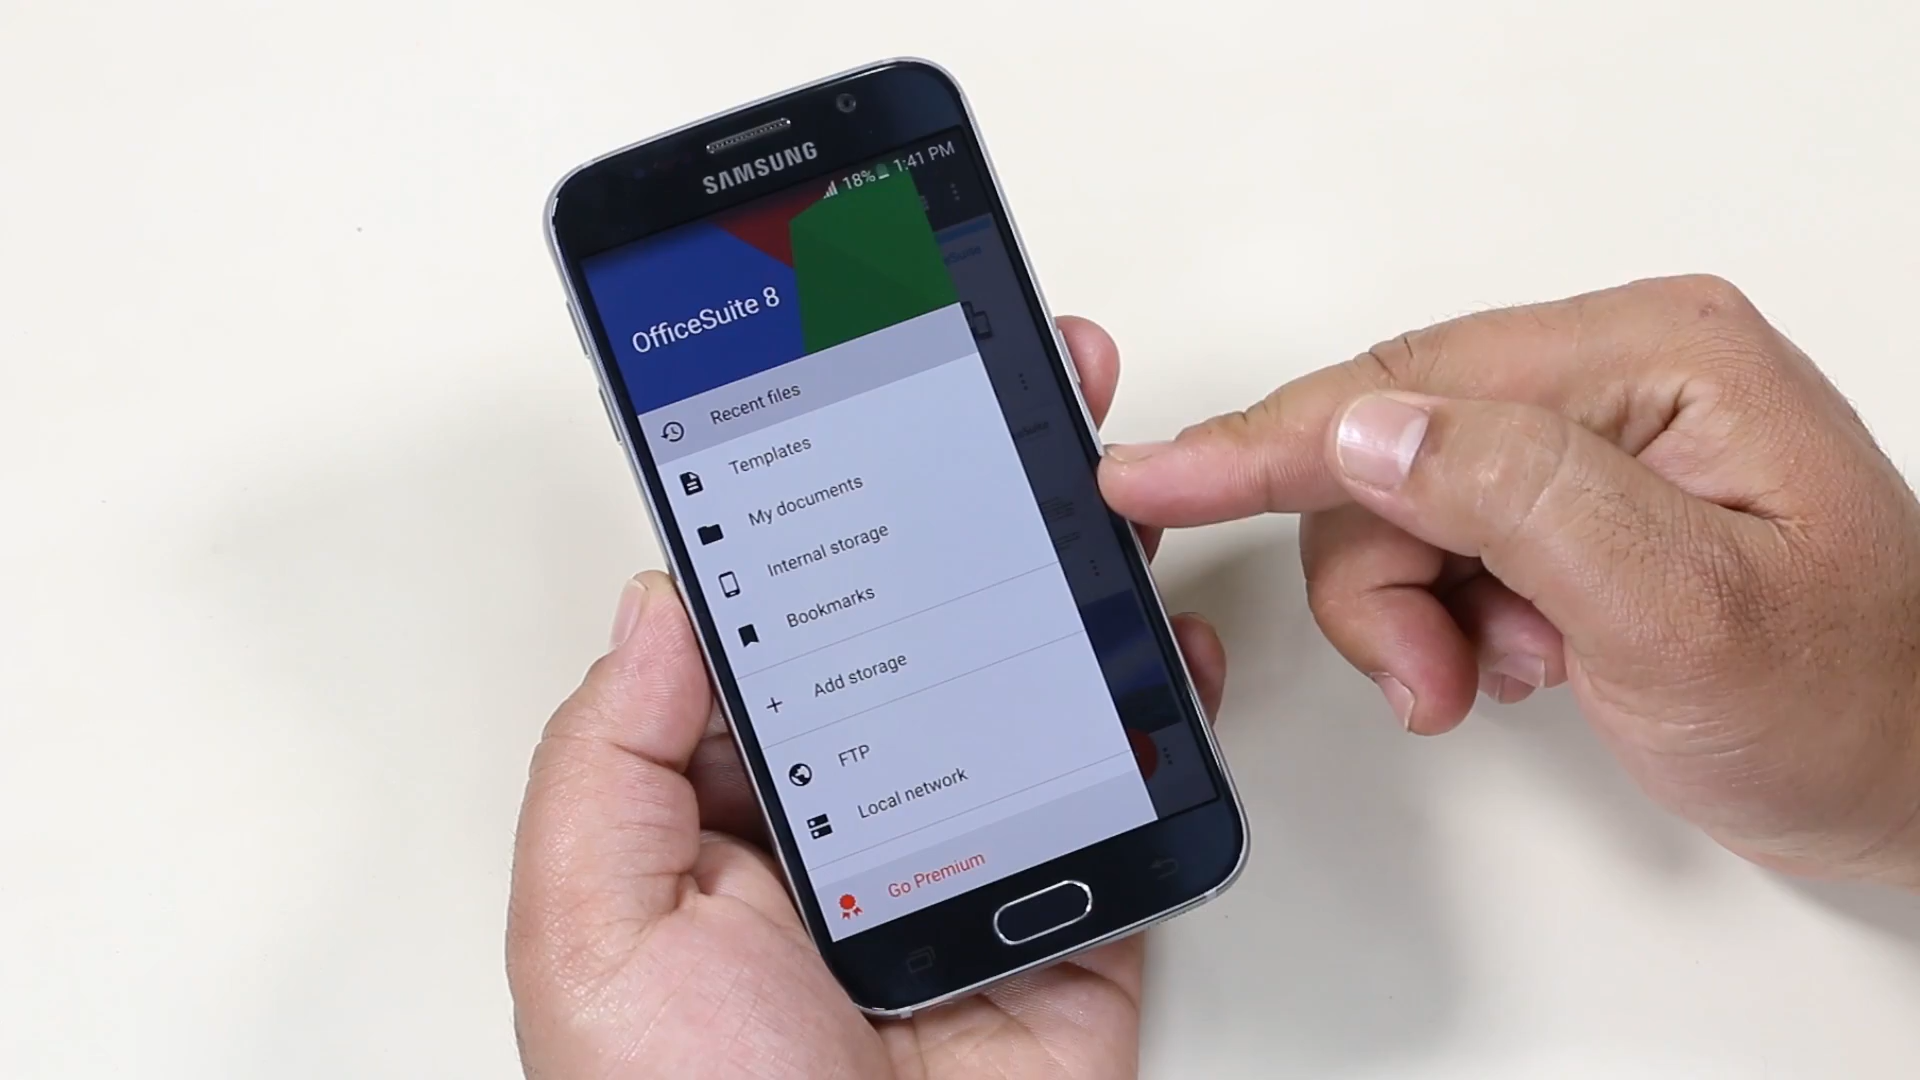 SAMSUNG
18% 1:41 PM
OfficeSuite 8
Recent files
Templates
My documents
Internal storage
Bookmarks
Add storage
FTP
Local network
Go Premium